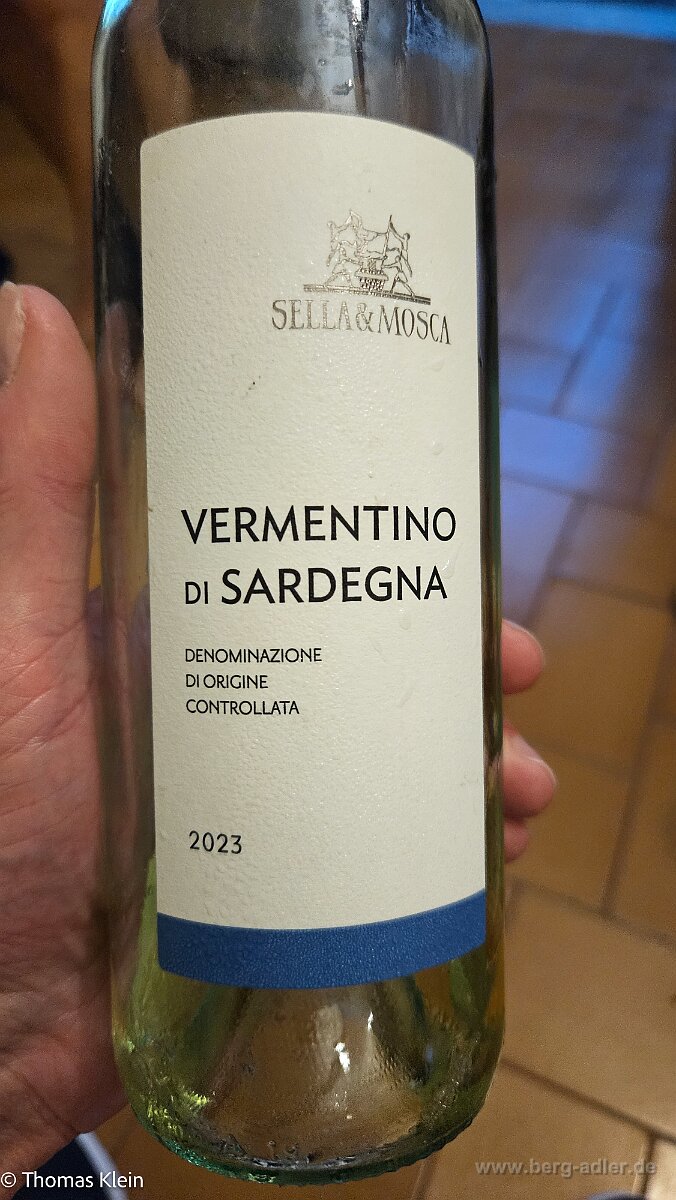 SELLA&MOSCA
VERMENTINO
DI SARDEGNA
DENOMINAZIONE
DI ORIGINE
CONTROLLATA
2023
© Thomas Klein
www.berg-adler.de